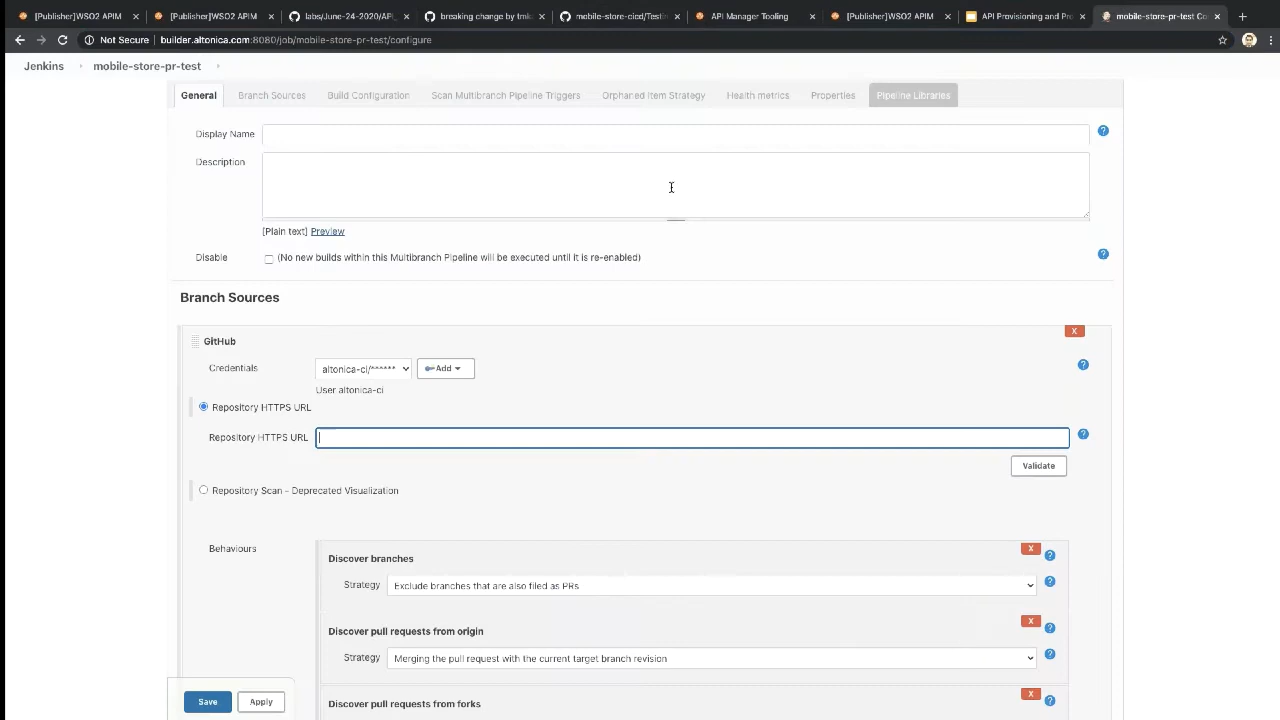 [Publisher]WSO2 APIM
[Publisher]WSO2 APIM
labs/June-24-2020/API_
breaking change by tmk
mobile-store-cicd/Testin
API Manager Tooling
[Publisher]WSO2 APIM
API Provisioning and Pro
mobile-store-pr-test Co
Not Secure
builder.altonica.com:8080/job/mobile-store-pr-test/configure
Jenkins
mobile-store-pr-test
General
Branch Sources
Build Configuration
Scan Multibranch Pipeline Triggers
Orphaned Item Strategy
Health metrics
Properties
Pipeline Libraries
Display Name
Description
[Plain text] Preview
Disable
(No new builds within this Multibranch Pipeline will be executed until it is re-enabled)
Branch Sources
X
GitHub
Credentials
altonica-ci/******
Add
User altonica-ci
Repository HTTPS URL
Repository HTTPS URL
Validate
Repository Scan - Deprecated Visualization
Behaviours
X
Discover branches
Strategy
Exclude branches that are also filed as PRs
X
Discover pull requests from origin
Strategy
Merging the pull request with the current target branch revision
X
Discover pull requests from forks
Save
Apply